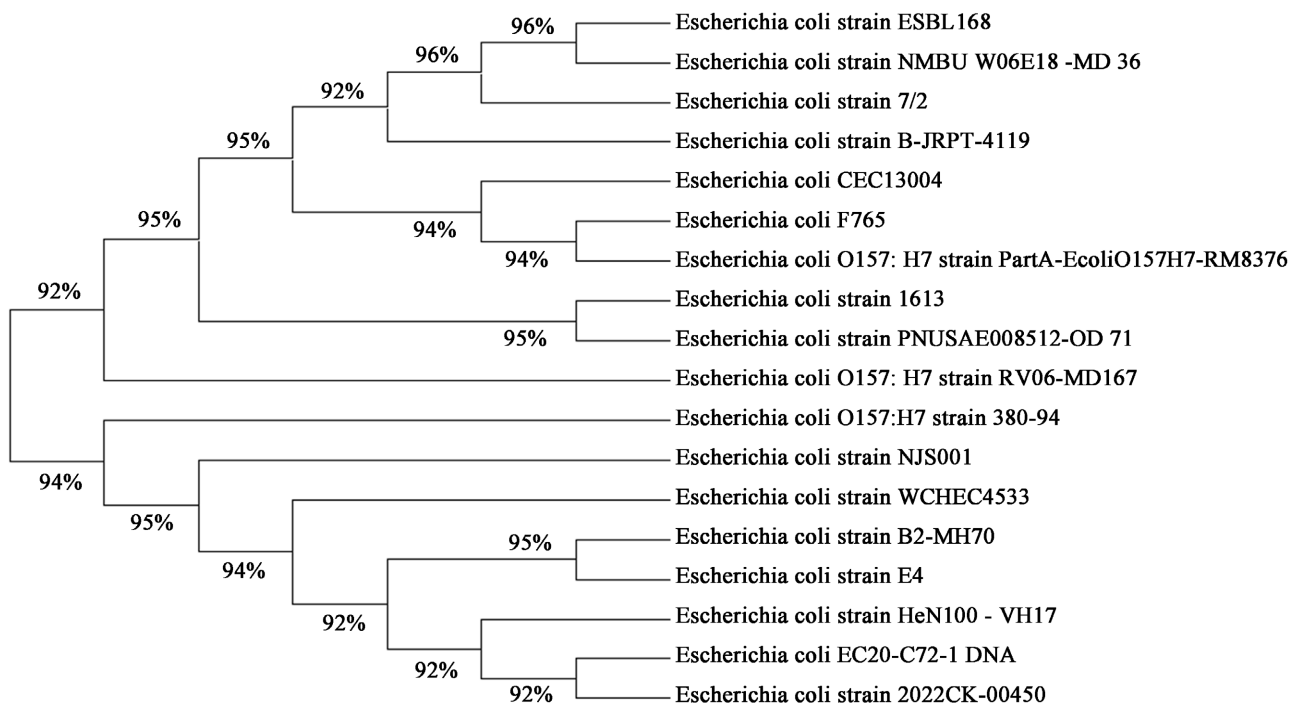 96%
Escherichia coli strain ESBL168
96%
Escherichia coli strain NMBU W06E18 -MD 36
92%
Escherichia coli strain 7/2
95%
Escherichia coli strain B-JRPT-4119
Escherichia coli CEC13004
95%
94%
Escherichia coli F765
94%
Escherichia coli O157: H7 strain PartA-EcoliO157H7-RM8376
92%
Escherichia coli strain 1613
95%
Escherichia coli strain PNUSAE008512-OD 71
Escherichia coli O157: H7 strain RV06-MD167
Escherichia coli O157:H7 strain 380-94
94%
Escherichia coli strain NJS001
95%
Escherichia coli strain WCHEC4533
94%
95%
Escherichia coli strain B2-MH70
Escherichia coli strain E4
92%
Escherichia coli strain HeN100 - VH17
92%
Escherichia coli EC20-C72-1 DNA
92%
Escherichia coli strain 2022CK-00450